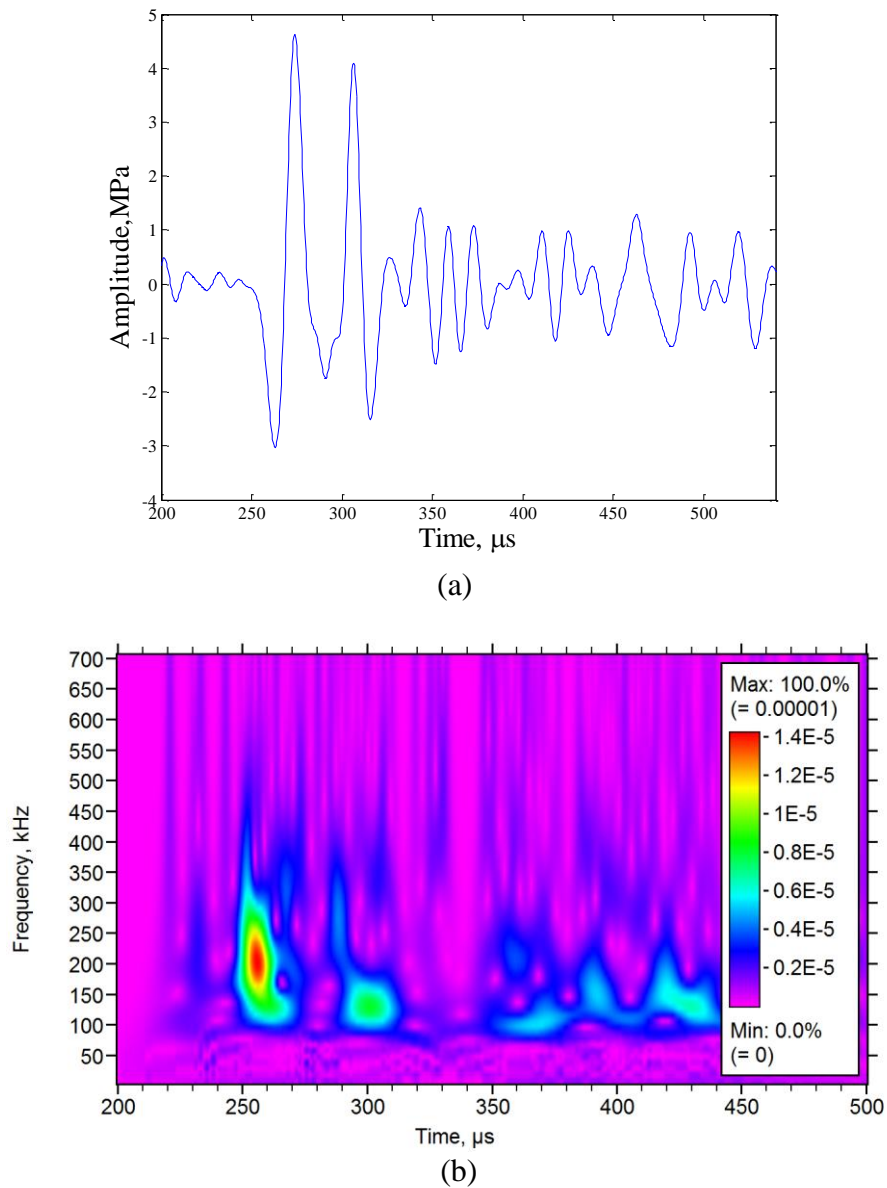 5
4
3
2
1
0
-1
-2
-3
-4
Amplitude,MPa
200 250 300 350 400 450 500
Time, μs
(a)
700
650
600
550
500
450
400
350
300
250
200
150
100
50
Frequency, kHz
Max: 100.0%
(= 0.00001)
1.4E-5
1.2E-5
1E-5
0.8E-5
0.6E-5
0.4E-5
0.2E-5
Min: 0.0%
(= 0)
200 250 300 350 400 450 500
Time, μs
(b)